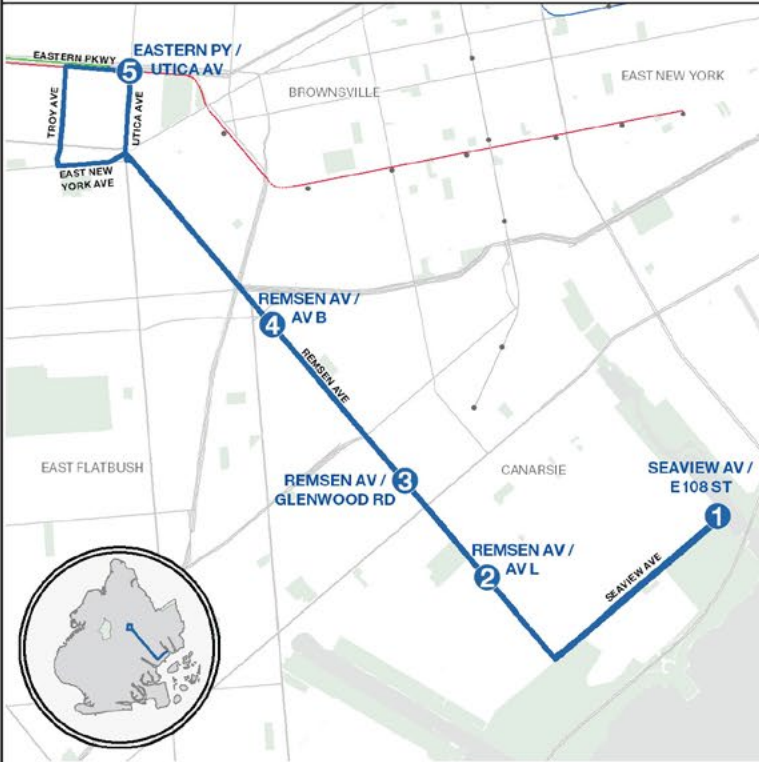 EASTERN PKWY
5
EASTERN PY /
UTICA AV
BROWNSVILLE
EAST NEW YORK
TROY AVE
UTICA AVE
EAST NEW
YORK AVE
REMSEN AV /
AV B
4
REMSEN AVE
EAST FLATBUSH
REMSEN AV /
GLENWOOD RD
3
CANARSIE
SEAVIEW AV /
E 108 ST
1
REMSEN AV /
AV L
2
SEAVIEW AVE